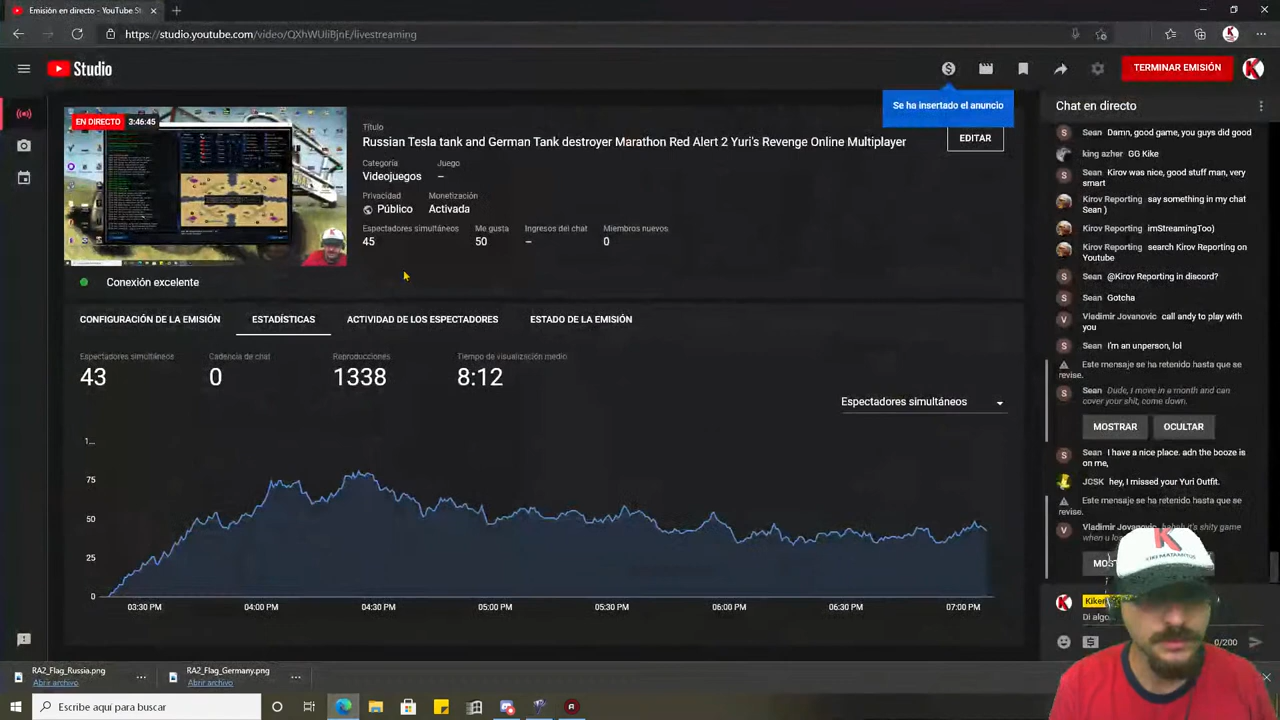 Emisión en directo - YouTube St
https://studio.youtube.com/video/QXhWUliBjnE/livestreaming
Studio
TERMINAR EMISIÓN
Se ha insertado el anuncio
EN DIRECTO
3:46:45
Título
Russian Tesla tank and German Tank destroyer Marathon Red Alert 2 Yuri's Revenge Online Multiplayer
EDITAR
Categoría
Juego
Videojuegos
–
Privacidad
Monetización
Público
Activada
Espectadores simultáneos
Me gusta
Ingresos del chat
Miembros nuevos
45
50
–
0
Conexión excelente
CONFIGURACIÓN DE LA EMISIÓN
ESTADÍSTICAS
ACTIVIDAD DE LOS ESPECTADORES
ESTADO DE LA EMISIÓN
Espectadores simultáneos
Cadencia de chat
Reproducciones
Tiempo de visualización medio
43
0
1338
8:12
Espectadores simultáneos
1...
75
50
25
0
03:30 PM
04:00 PM
04:30 PM
05:00 PM
05:30 PM
06:00 PM
06:30 PM
07:00 PM
Chat en directo
Sean Damn, good game, you guys did good
king azher GG Kike
Sean Kirov was nice, good stuff man, very
smart
Kirov Reporting say something in my chat
Sean )
Kirov Reporting imStreamingToo)
Kirov Reporting search Kirov Reporting on
Youtube
Sean @Kirov Reporting in discord?
Sean Gotcha
Vladimir Jovanovic call andy to play with
you
Sean I'm an unperson, lol
Este mensaje se ha retenido hasta que se
revise.
Sean Dude, I move in a month and can
cover your shit, come down.
MOSTRAR
OCULTAR
Sean I have a nice place. adn the booze is
on me,
JCSK hey, I missed your Yuri Outfit.
Este mensaje se ha retenido hasta que se
revise.
Vladimir Jovanovic hahah it's shity game
when u
Di algo
0/200
RA2_Flag_Russia.png
Abrir archivo
RA2_Flag_Germany.png
Abrir archivo
Escribe aquí para buscar